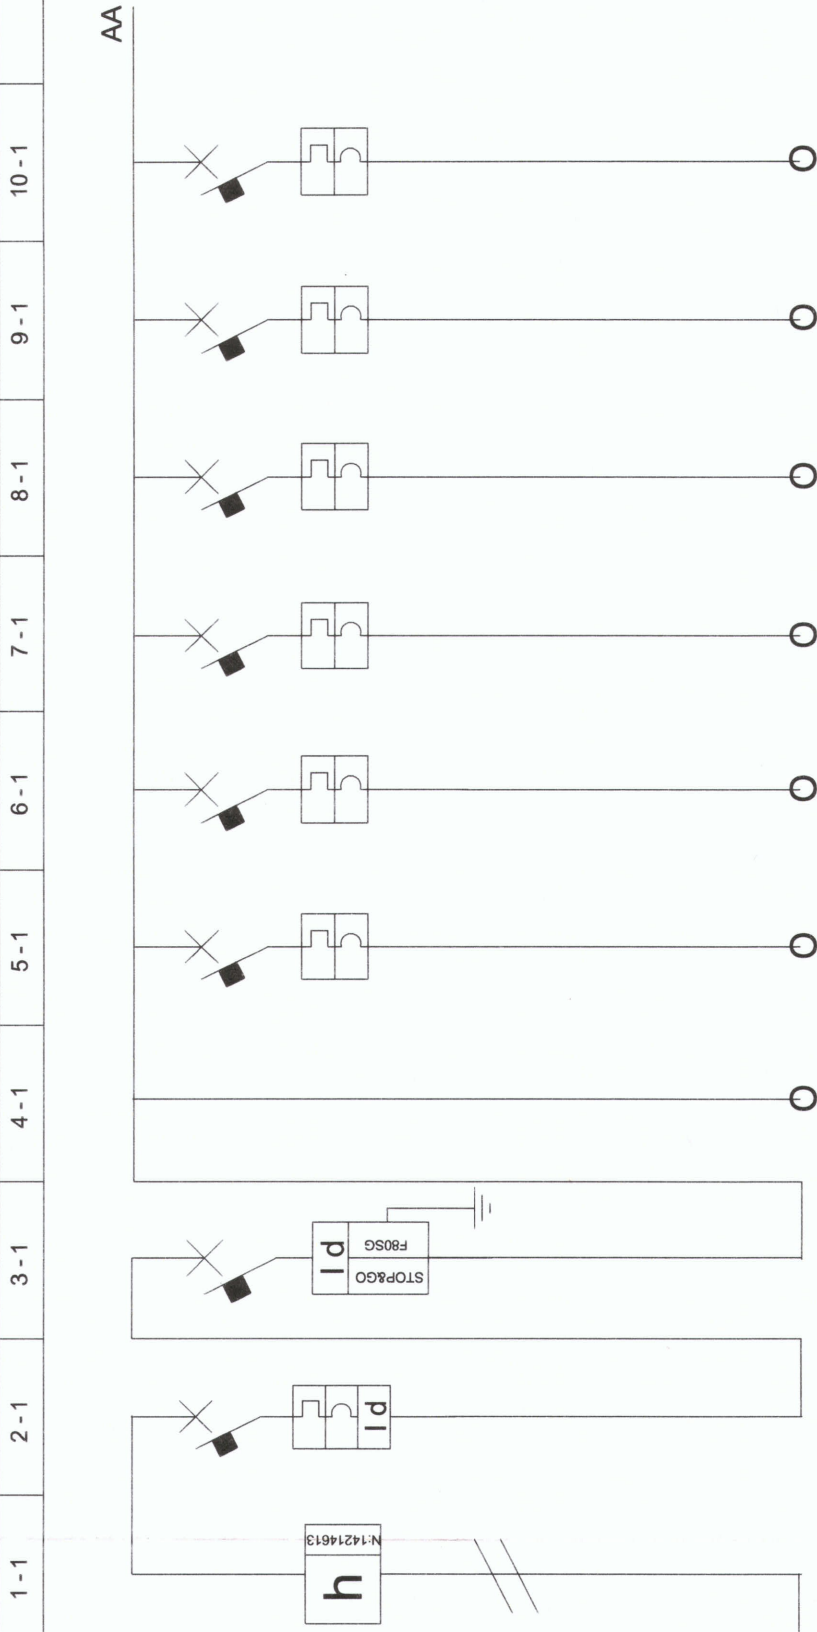 AA
10-1
9-1
8-1
7-1
6-1
5-1
4-1
3-1
Id
F80SG
STOP&GO
2-1
Id
1-1
N:14214613
h
O
O
O
O
O
O
O